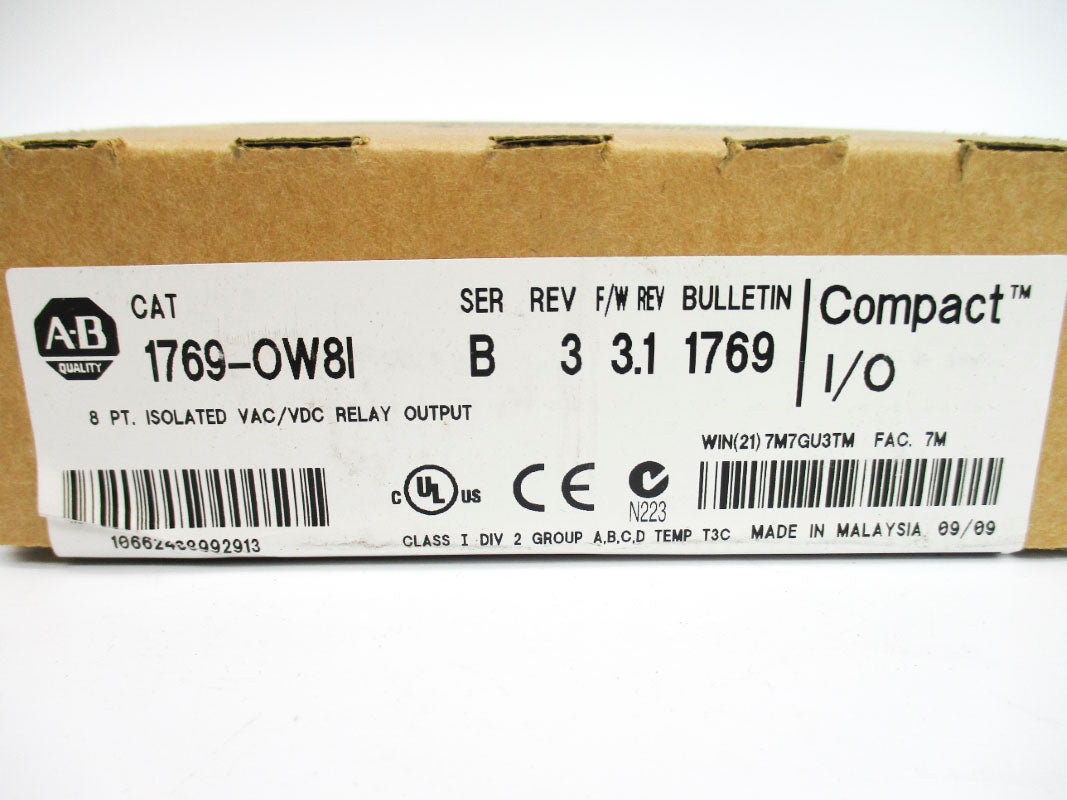 A-B
QUALITY
CAT SER REV F/W REV BULLETIN
1769-OW8I B 3 3.1 1769
Compact™
I/O
8 PT. ISOLATED VAC/VDC RELAY OUTPUT
WIN(21) 7M7GU3TM FAC. 7M
C UL US CE N223
CLASS I DIV 2 GROUP A,B,C,D TEMP T3C MADE IN MALAYSIA 09/09